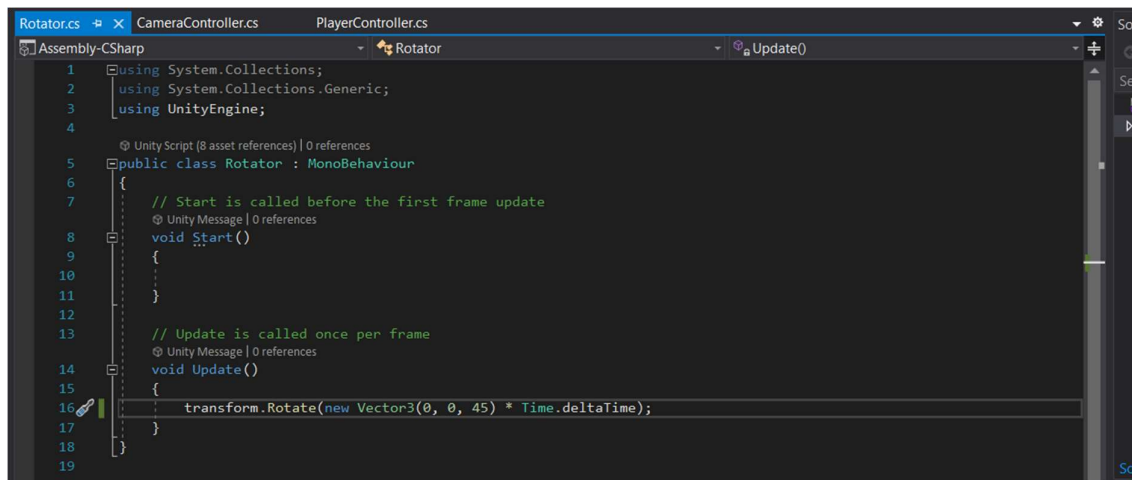 Rotator.cs CameraController.cs PlayerController.cs
Assembly-CSharp Rotator Update()
1 using System.Collections;
2 using System.Collections.Generic;
3 using UnityEngine;
4
Unity Script (8 asset references) | 0 references
5 public class Rotator : MonoBehaviour
6 {
7 // Start is called before the first frame update
Unity Message | 0 references
8 void Start()
9 {
10
11 }
12
13 // Update is called once per frame
Unity Message | 0 references
14 void Update()
15 {
16 transform.Rotate(new Vector3(0, 0, 45) * Time.deltaTime);
17 }
18 }
19